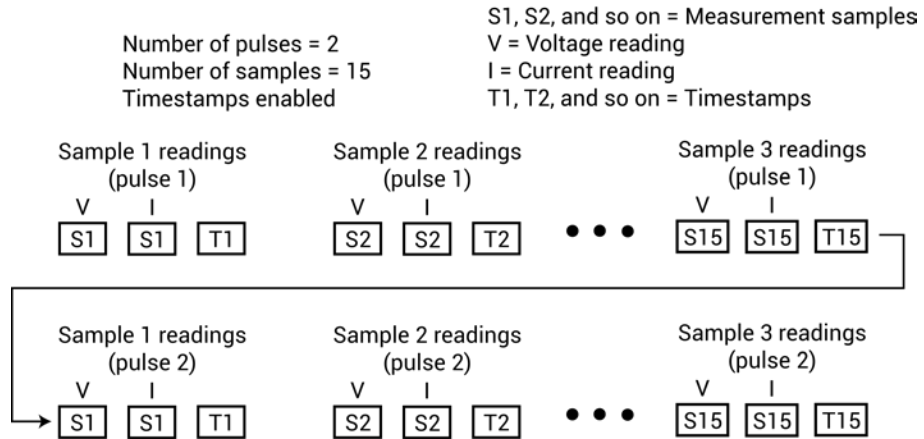 Number of pulses = 2
Number of samples = 15
Timestamps enabled
S1, S2, and so on = Measurement samples
V = Voltage reading
I = Current reading
T1, T2, and so on = Timestamps
Sample 1 readings
(pulse 1)
V I
S1 S1 T1
Sample 2 readings
(pulse 1)
V I
S2 S2 T2
Sample 3 readings
(pulse 1)
V I
S15 S15 T15
Sample 1 readings
(pulse 2)
V I
S1 S1 T1
Sample 2 readings
(pulse 2)
V I
S2 S2 T2
Sample 3 readings
(pulse 2)
V I
S15 S15 T15